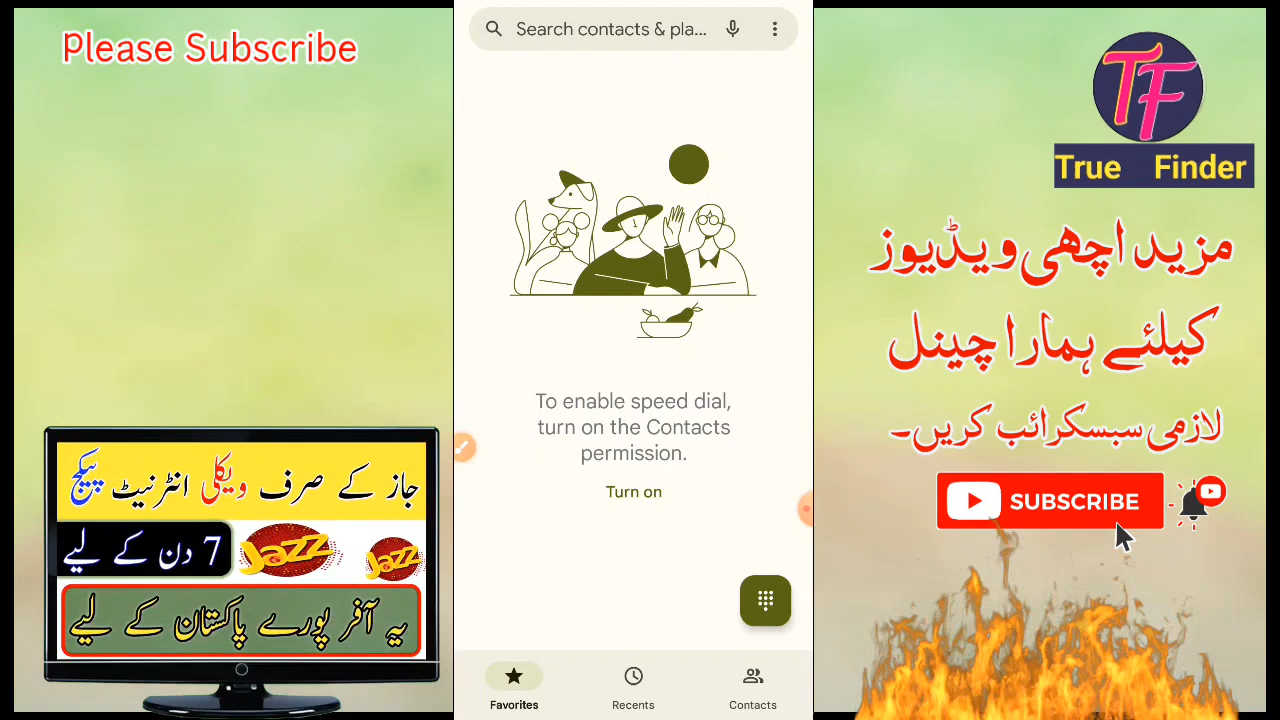 Please Subscribe
جاز کے صرف ویکلی انٹرنیٹ پیکج
7 دن کے لیے
Jazz
Jazz
یہ آفر پورے پاکستان کے لیے
Search contacts & pla...
To enable speed dial,
turn on the Contacts
permission.
Turn on
Favorites
Recents
Contacts
TF
True Finder
مزید اچھی ویڈیوز
کیلئے ہمارا چینل
لازمی سبسکرائب کریں۔
SUBSCRIBE